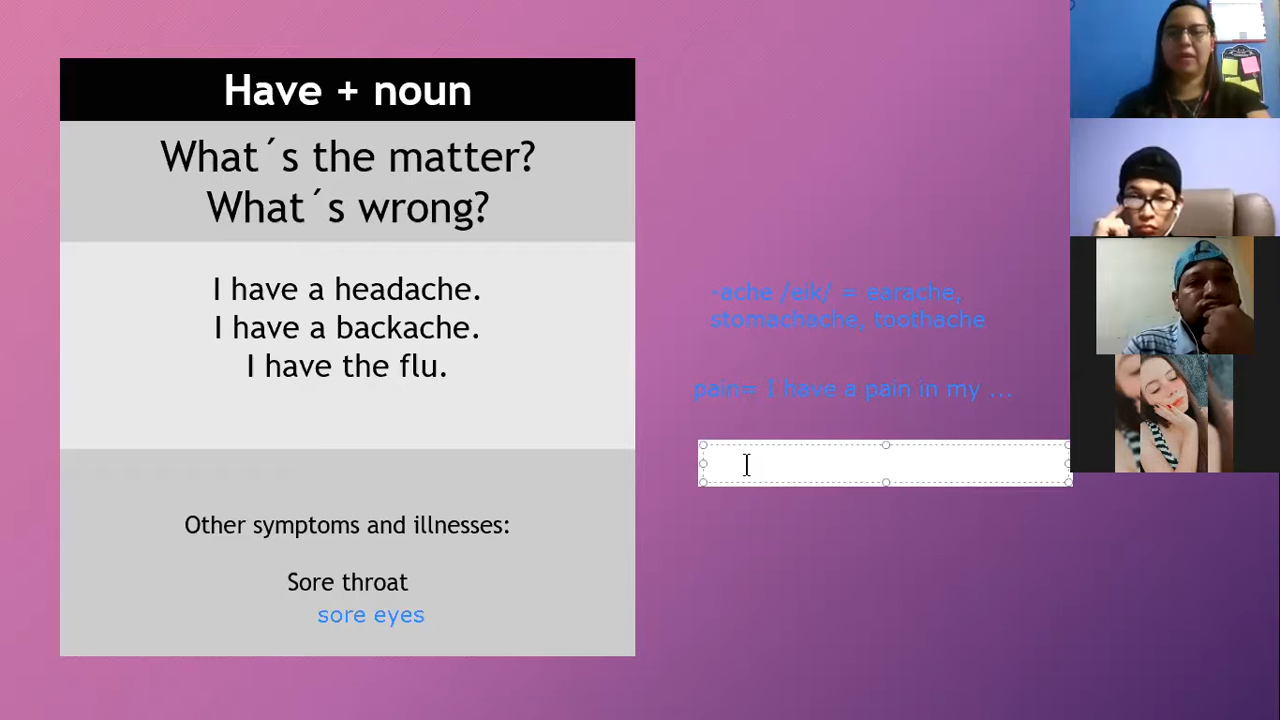 Have + noun
What´s the matter?
What´s wrong?
I have a headache.
I have a backache.
I have the flu.
Other symptoms and illnesses:
Sore throat
sore eyes
-ache /eik/ = earache,
stomachache, toothache
pain= I have a pain in my ...